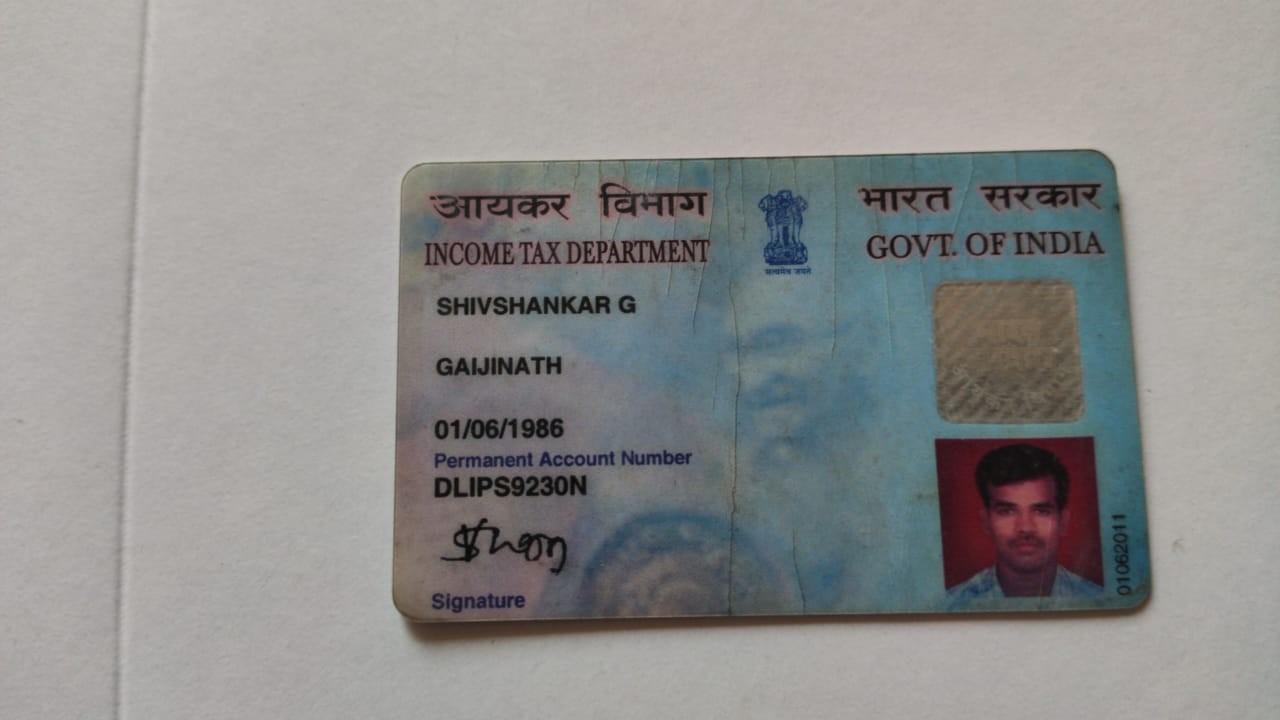 आयकर विभाग
INCOME TAX DEPARTMENT
सत्यमेव जयते
भारत सरकार
GOVT. OF INDIA
SHIVSHANKAR G
GAIJINATH
01/06/1986
Permanent Account Number
DLIPS9230N
Signature
01062011